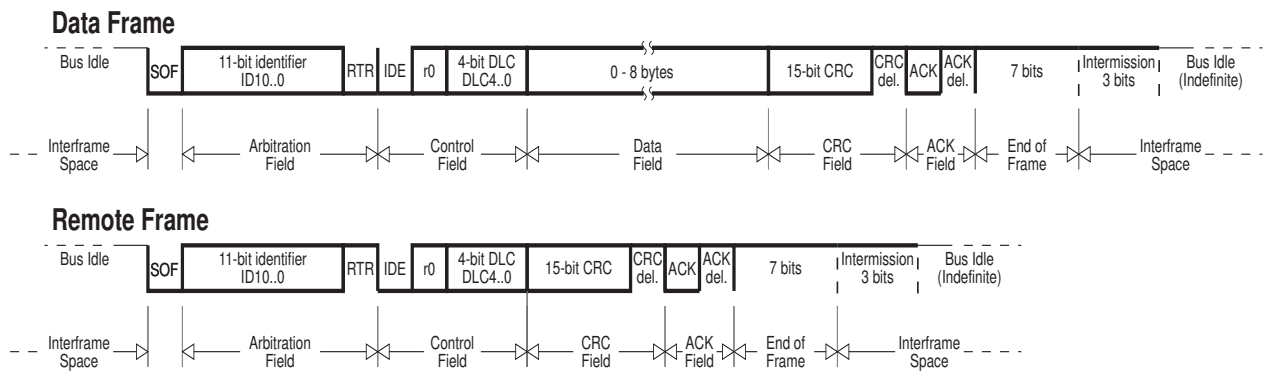 Data Frame
Bus Idle
SOF
11-bit identifier
ID10..0
RTR
IDE
r0
4-bit DLC
DLC4..0
0 - 8 bytes
15-bit CRC
CRC
del.
ACK
ACK
del.
7 bits
Intermission
3 bits
Bus Idle
(Indefinite)
Interframe
Space
Arbitration
Field
Control
Field
Data
Field
CRC
Field
ACK
Field
End of
Frame
Interframe
Space
Remote Frame
Bus Idle
SOF
11-bit identifier
ID10..0
RTR
IDE
r0
4-bit DLC
DLC4..0
15-bit CRC
CRC
del.
ACK
ACK
del.
7 bits
Intermission
3 bits
Bus Idle
(Indefinite)
Interframe
Space
Arbitration
Field
Control
Field
CRC
Field
ACK
Field
End of
Frame
Interframe
Space